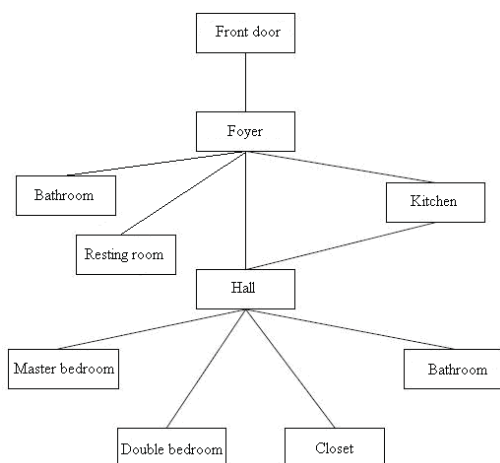 Front door
Foyer
Bathroom
Kitchen
Resting room
Hall
Master bedroom
Bathroom
Double bedroom
Closet